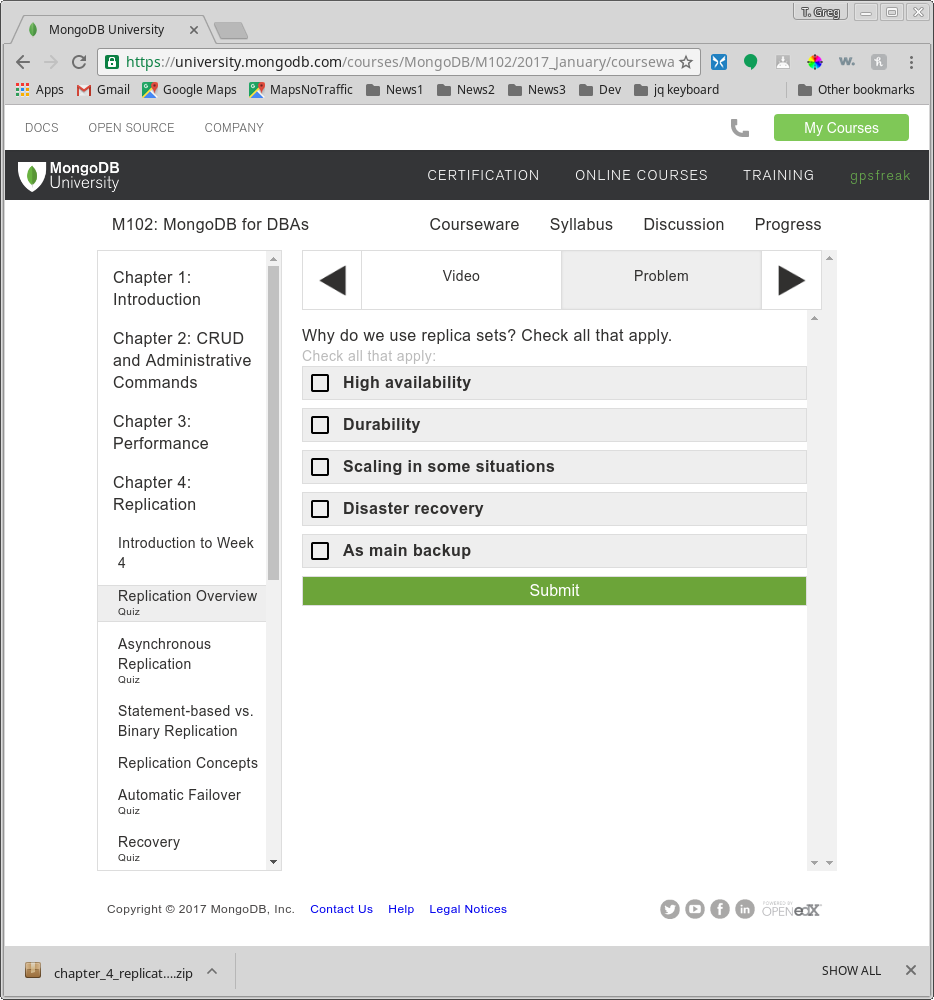 T. Greg
MongoDB University
https://university.mongodb.com/courses/MongoDB/M102/2017_January/coursewa
Apps Gmail Google Maps MapsNoTraffic News1 News2 News3 Dev jq keyboard Other bookmarks
DOCS OPEN SOURCE COMPANY My Courses
MongoDB
University
CERTIFICATION ONLINE COURSES TRAINING gpsfreak
M102: MongoDB for DBAs Courseware Syllabus Discussion Progress
Chapter 1:
Introduction
Chapter 2: CRUD
and Administrative
Commands
Chapter 3:
Performance
Chapter 4:
Replication
Introduction to Week
4
Replication Overview
Quiz
Asynchronous
Replication
Quiz
Statement-based vs.
Binary Replication
Replication Concepts
Automatic Failover
Quiz
Recovery
Quiz
Video Problem
Why do we use replica sets? Check all that apply.
Check all that apply:
High availability
Durability
Scaling in some situations
Disaster recovery
As main backup
Submit
Copyright © 2017 MongoDB, Inc. Contact Us Help Legal Notices
POWERED BY
OPEN edX
chapter_4_replicat....zip SHOW ALL